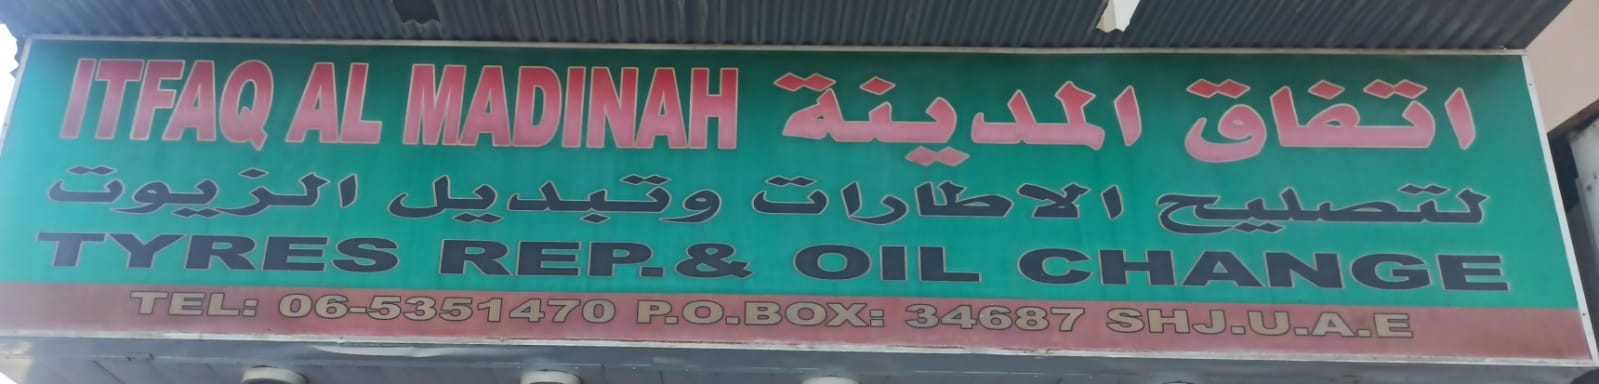 ITFAQ AL MADINAH اتفاق المدينة
لتصليح الاطارات وتبديل الزيوت
TYRES REP.& OIL CHANGE
TEL: 06-5351470 P.O.BOX: 34687 SHJ.U.A.E